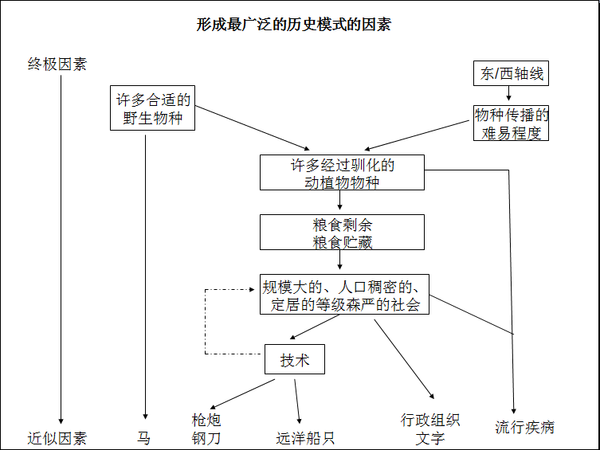 形成最广泛的历史模式的因素
终极因素
东/西轴线
许多合适的
野生物种
物种传播的
难易程度
许多经过驯化的
动植物物种
粮食剩余
粮食贮藏
规模大的、人口稠密的、
定居的等级森严的社会
技术
近似因素
马
枪炮
钢刀
远洋船只
行政组织
文字
流行疾病